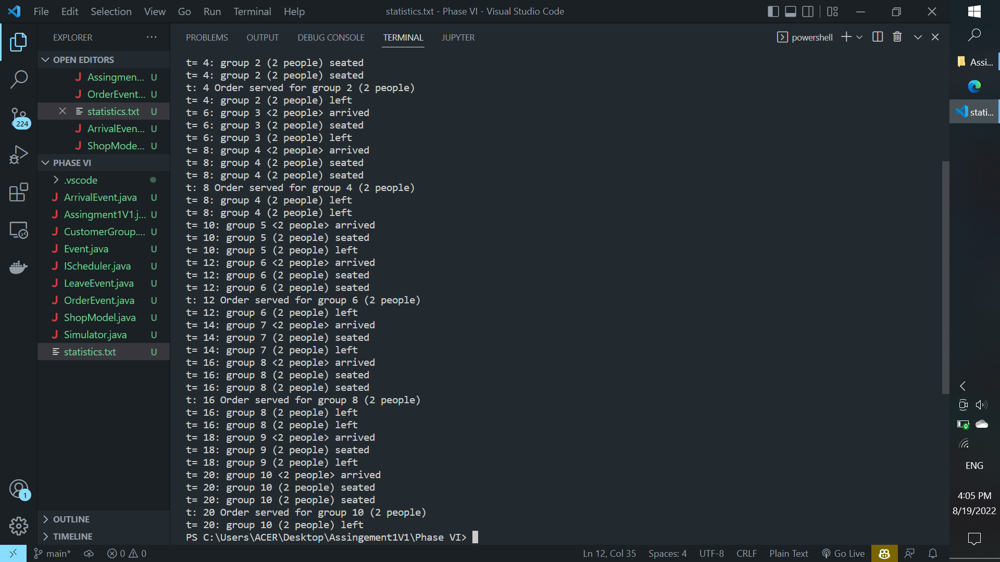 File Edit Selection View Go Run Terminal Help
statistics.txt - Phase VI - Visual Studio Code
EXPLORER
OPEN EDITORS
Assingmen... U
OrderEvent... U
statistics.txt U
ArrivalEven... U
ShopMode... U
PHASE VI
.vscode
ArrivalEvent.java U
Assingment1V1.j... U
CustomerGroup.... U
Event.java U
IScheduler.java U
LeaveEvent.java U
OrderEvent.java U
ShopModel.java U
Simulator.java U
statistics.txt U
OUTLINE
TIMELINE
224
1
PROBLEMS OUTPUT DEBUG CONSOLE TERMINAL JUPYTER
powershell
t= 4: group 2 (2 people) seated
t= 4: group 2 (2 people) seated
t: 4 Order served for group 2 (2 people)
t= 4: group 2 (2 people) left
t= 6: group 3 <2 people> arrived
t= 6: group 3 (2 people) seated
t= 6: group 3 (2 people) left
t= 8: group 4 <2 people> arrived
t= 8: group 4 (2 people) seated
t= 8: group 4 (2 people) seated
t: 8 Order served for group 4 (2 people)
t= 8: group 4 (2 people) left
t= 8: group 4 (2 people) left
t= 10: group 5 <2 people> arrived
t= 10: group 5 (2 people) seated
t= 10: group 5 (2 people) left
t= 12: group 6 <2 people> arrived
t= 12: group 6 (2 people) seated
t= 12: group 6 (2 people) seated
t: 12 Order served for group 6 (2 people)
t= 12: group 6 (2 people) left
t= 14: group 7 <2 people> arrived
t= 14: group 7 (2 people) seated
t= 14: group 7 (2 people) left
t= 16: group 8 <2 people> arrived
t= 16: group 8 (2 people) seated
t= 16: group 8 (2 people) seated
t: 16 Order served for group 8 (2 people)
t= 16: group 8 (2 people) left
t= 16: group 8 (2 people) left
t= 18: group 9 <2 people> arrived
t= 18: group 9 (2 people) seated
t= 18: group 9 (2 people) left
t= 20: group 10 <2 people> arrived
t= 20: group 10 (2 people) seated
t= 20: group 10 (2 people) seated
t: 20 Order served for group 10 (2 people)
t= 20: group 10 (2 people) left
PS C:\Users\ACER\Desktop\Assingement1V1\Phase VI>
main* 0 0
Ln 12, Col 35 Spaces: 4 UTF-8 CRLF Plain Text Go Live
Assi...
stati...
ENG
4:05 PM
8/19/2022